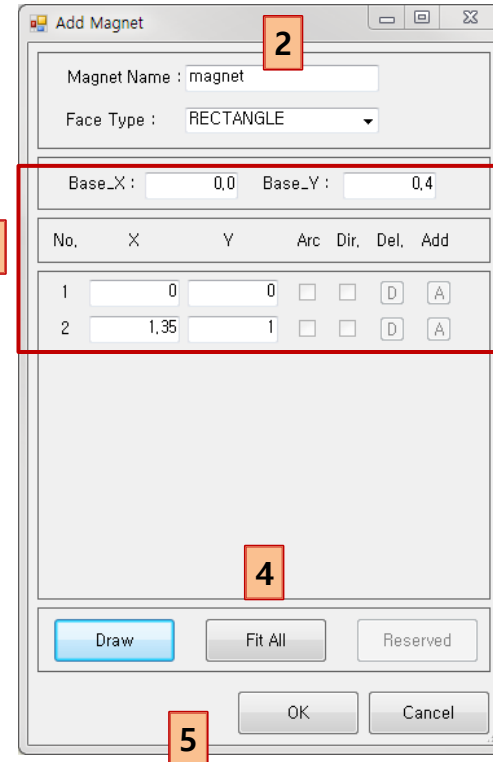 Add Magnet
2
Magnet Name : magnet
Face Type : RECTANGLE
Base_X : 0,0 Base_Y : 0,4
No, X Y Arc Dir, Del, Add
1 0 0 D A
2 1,35 1 D A
4
Draw Fit All Reserved
OK Cancel
5